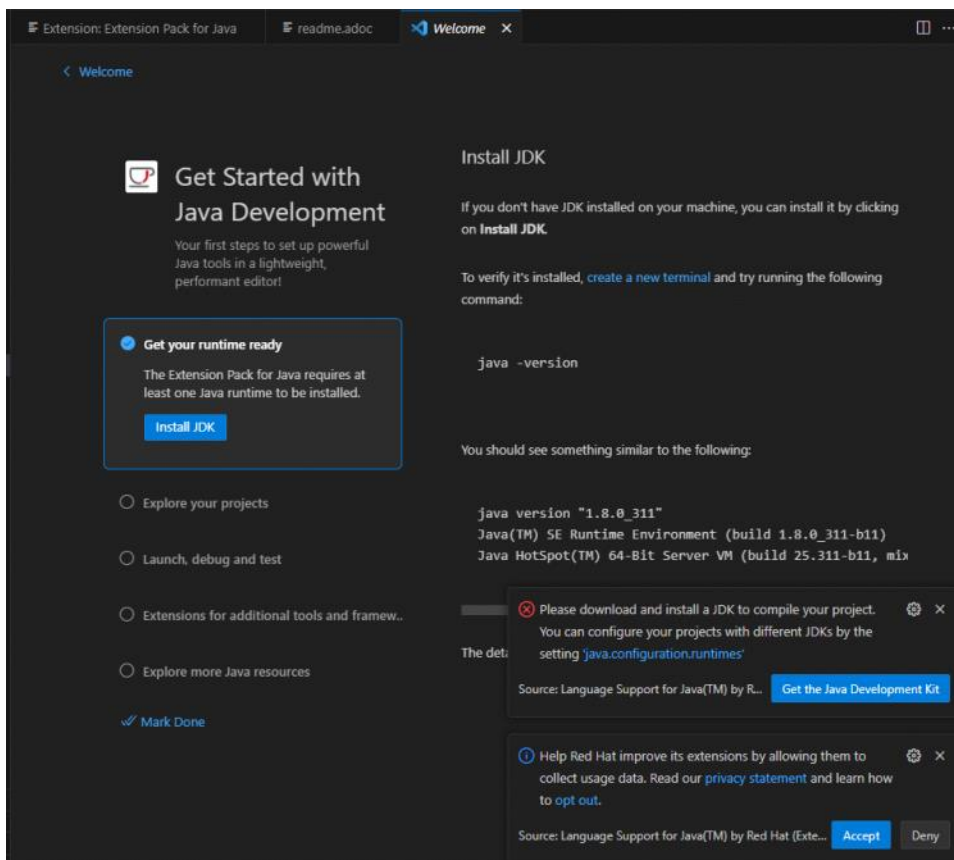 Extension: Extension Pack for Java
readme.adoc
Welcome
Welcome
Get Started with
Java Development
Your first steps to set up powerful
Java tools in a lightweight,
performant editor!
Get your runtime ready
The Extension Pack for Java requires at
least one Java runtime to be installed.
Install JDK
Explore your projects
Launch, debug and test
Extensions for additional tools and framew..
Explore more Java resources
Mark Done
Install JDK
If you don't have JDK installed on your machine, you can install it by clicking
on Install JDK.
To verify it's installed, create a new terminal and try running the following
command:
java -version
You should see something similar to the following:
java version "1.8.0_311"
Java(TM) SE Runtime Environment (build 1.8.0_311-b11)
Java HotSpot(TM) 64-Bit Server VM (build 25.311-b11, mix
The deta
Please download and install a JDK to compile your project.
You can configure your projects with different JDKs by the
setting 'java.configuration.runtimes'
Source: Language Support for Java(TM) by R...
Get the Java Development Kit
Help Red Hat improve its extensions by allowing them to
collect usage data. Read our privacy statement and learn how
to opt out.
Source: Language Support for Java(TM) by Red Hat (Exte...
Accept
Deny